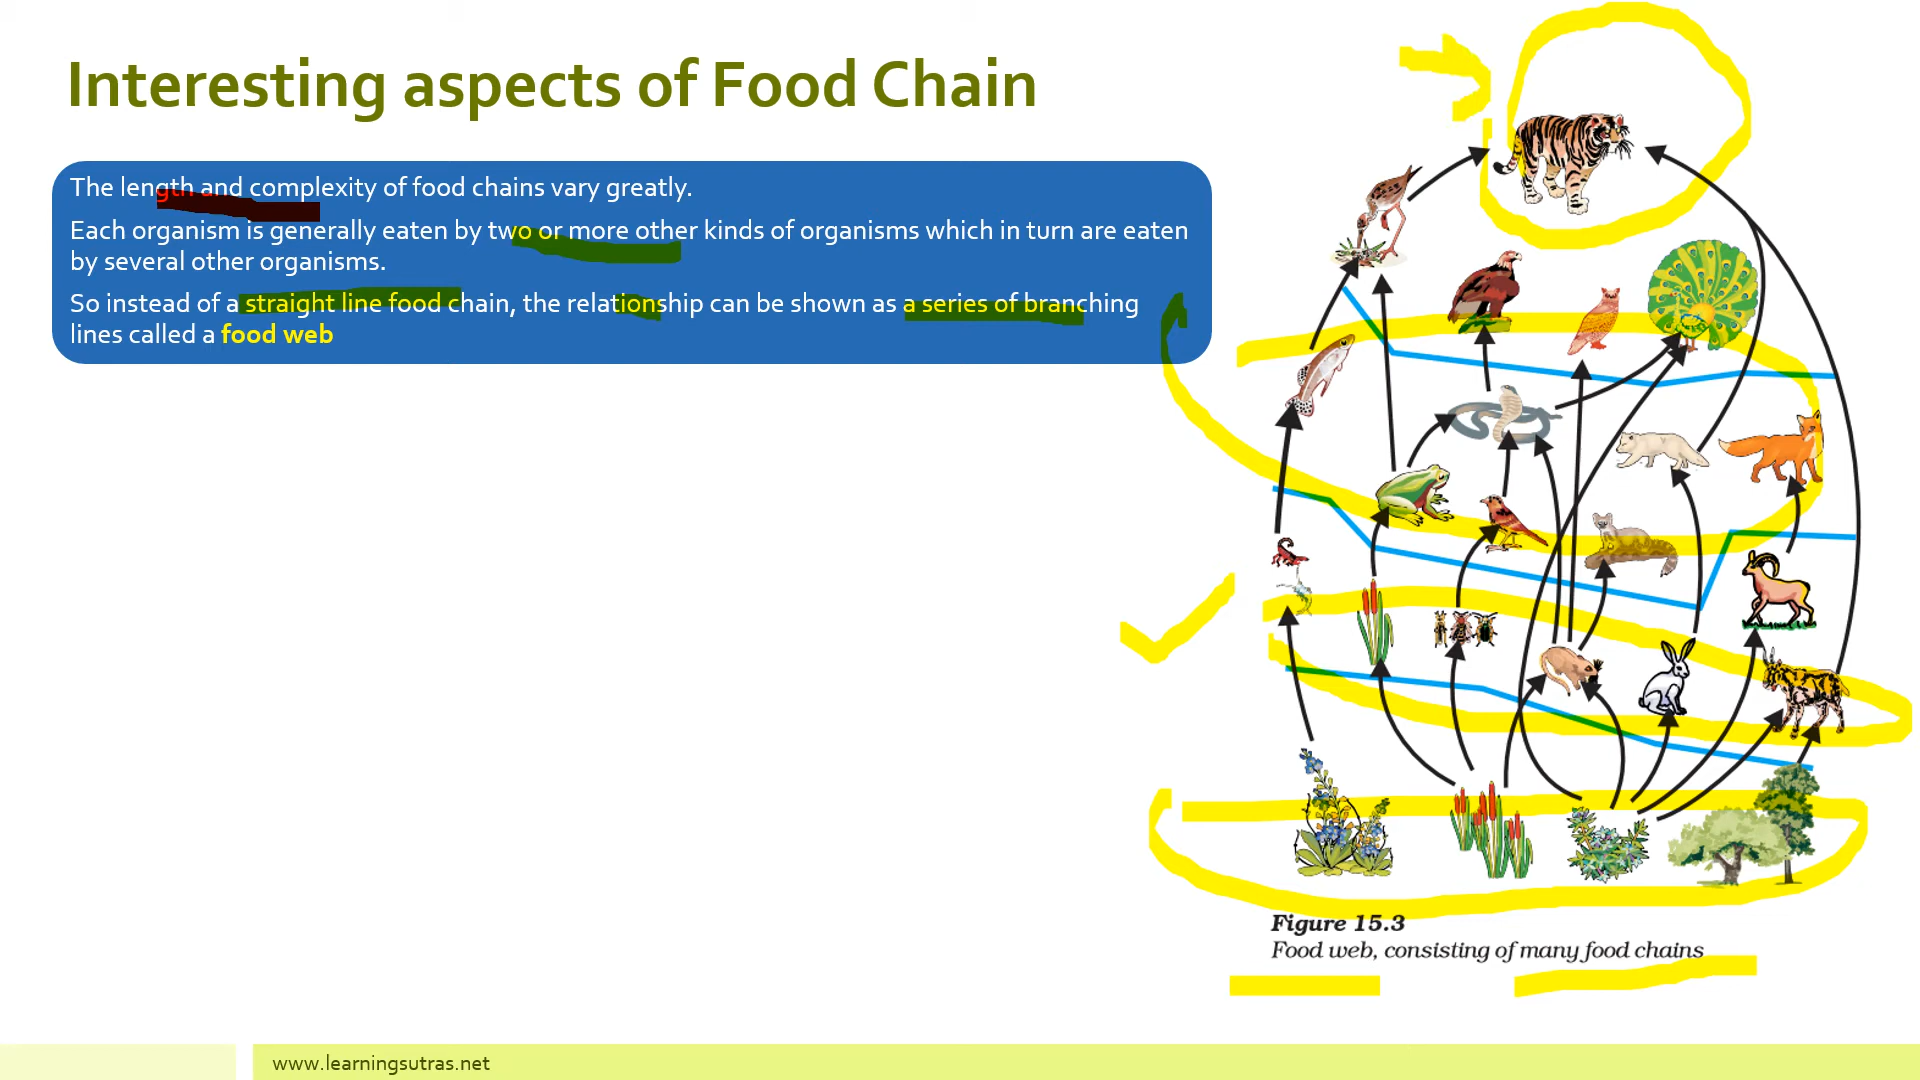 Interesting aspects of Food Chain
The length and complexity of food chains vary greatly.
Each organism is generally eaten by two or more other kinds of organisms which in turn are eaten
by several other organisms.
So instead of a straight line food chain, the relationship can be shown as a series of branching
lines called a food web
Figure 15.3
Food web, consisting of many food chains
www.learningsutras.net